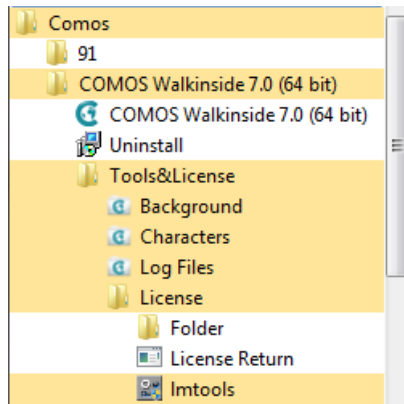 Comos
91
COMOS Walkinside 7.0 (64 bit)
COMOS Walkinside 7.0 (64 bit)
Uninstall
Tools&License
Background
Characters
Log Files
License
Folder
License Return
lmtools